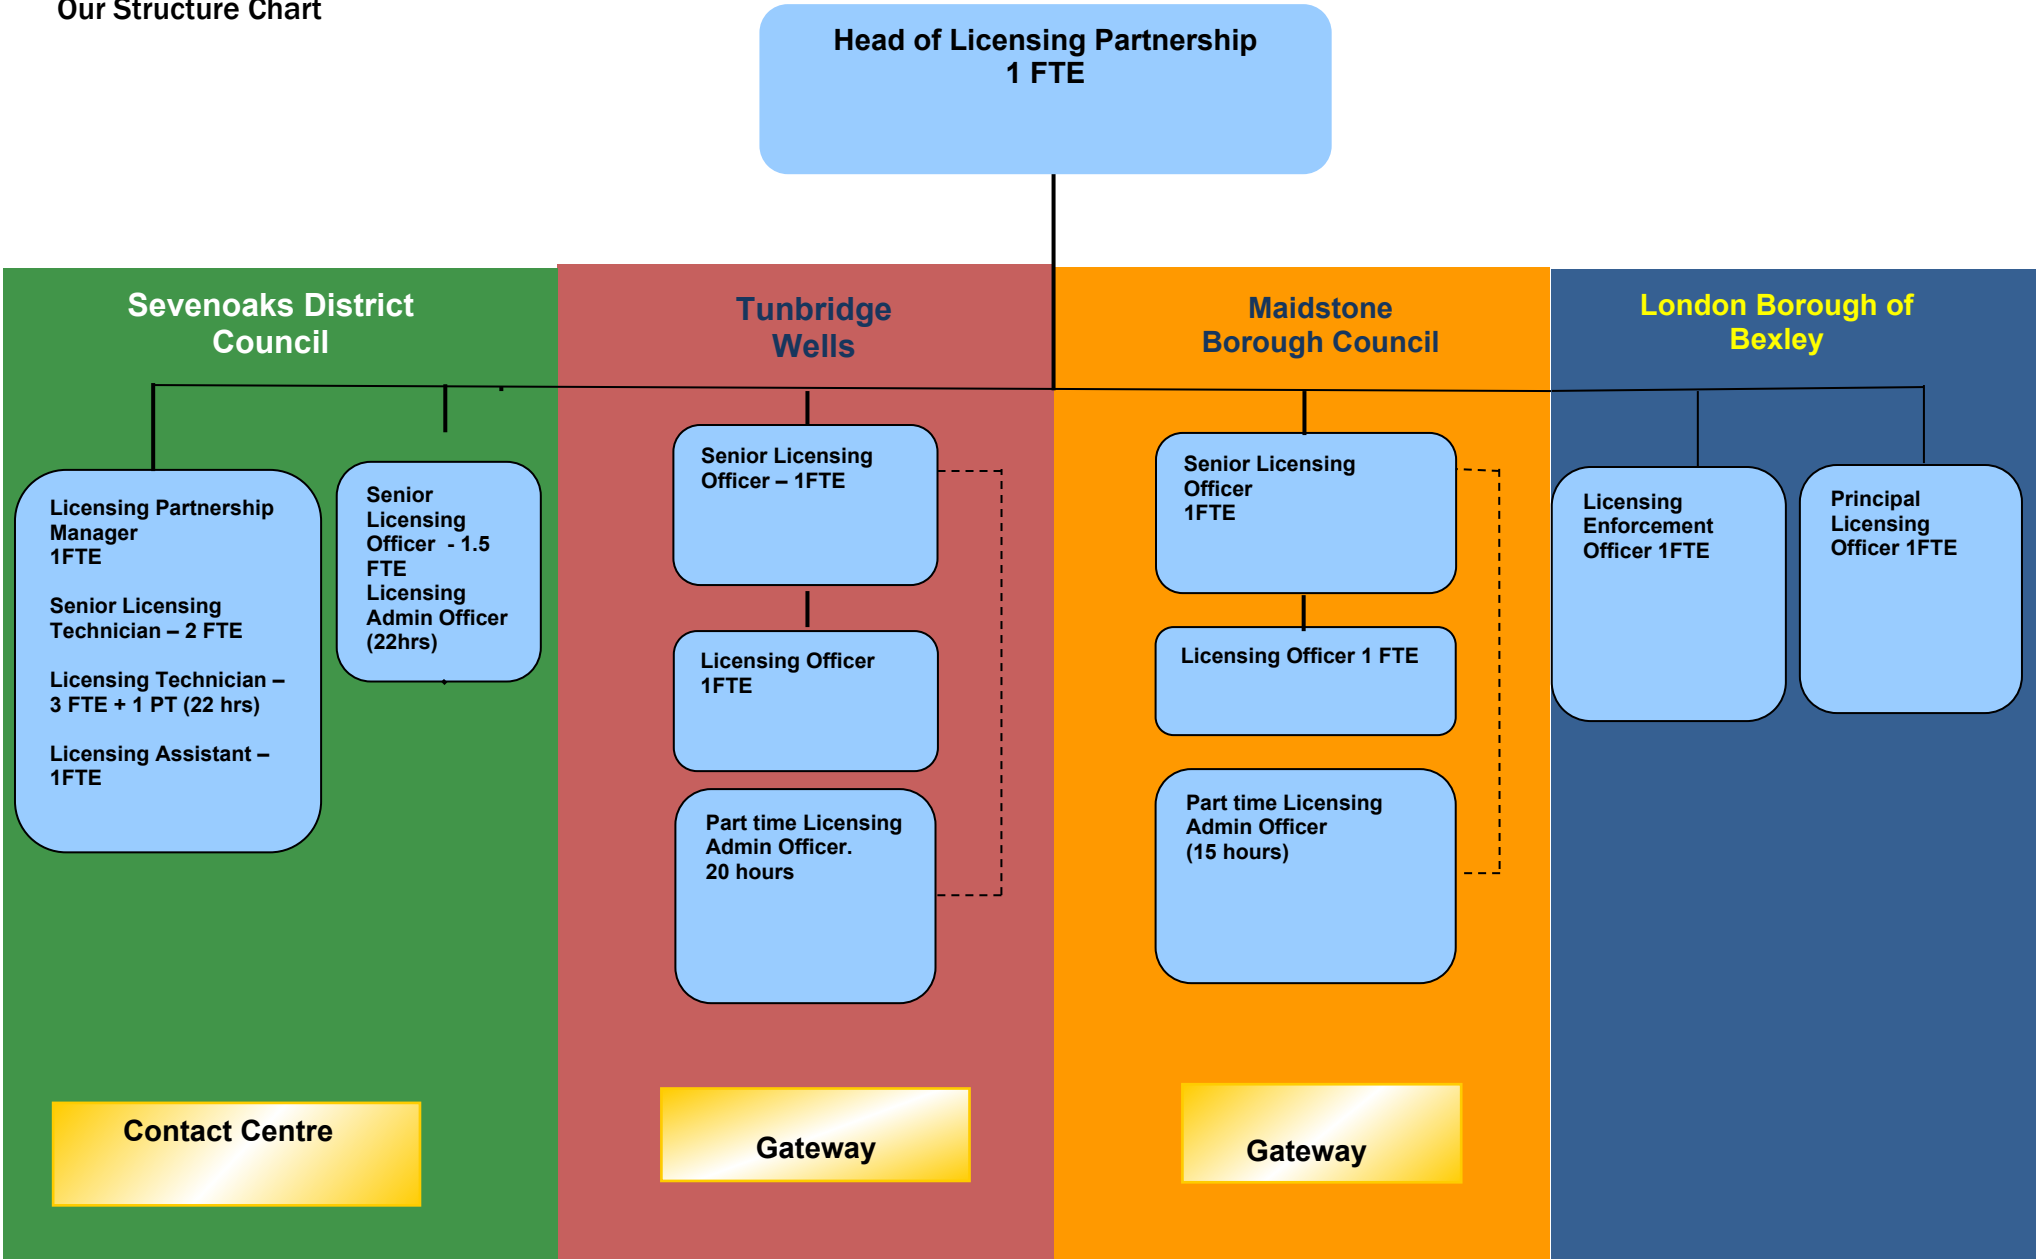 Our Structure Chart
Head of Licensing Partnership
1 FTE
Sevenoaks District
Council
Licensing Partnership
Manager
1FTE
Senior Licensing
Technician – 2 FTE
Licensing Technician –
3 FTE + 1 PT (22 hrs)
Licensing Assistant –
1FTE
Senior
Licensing
Officer  - 1.5
FTE
Licensing
Admin Officer
(22hrs)
Contact Centre
Tunbridge
Wells
Senior Licensing
Officer – 1FTE
Licensing Officer
1FTE
Part time Licensing
Admin Officer.
20 hours
Gateway
Maidstone
Borough Council
Senior Licensing
Officer
1FTE
Licensing Officer 1 FTE
Part time Licensing
Admin Officer
(15 hours)
Gateway
London Borough of
Bexley
Licensing
Enforcement
Officer 1FTE
Principal
Licensing
Officer 1FTE